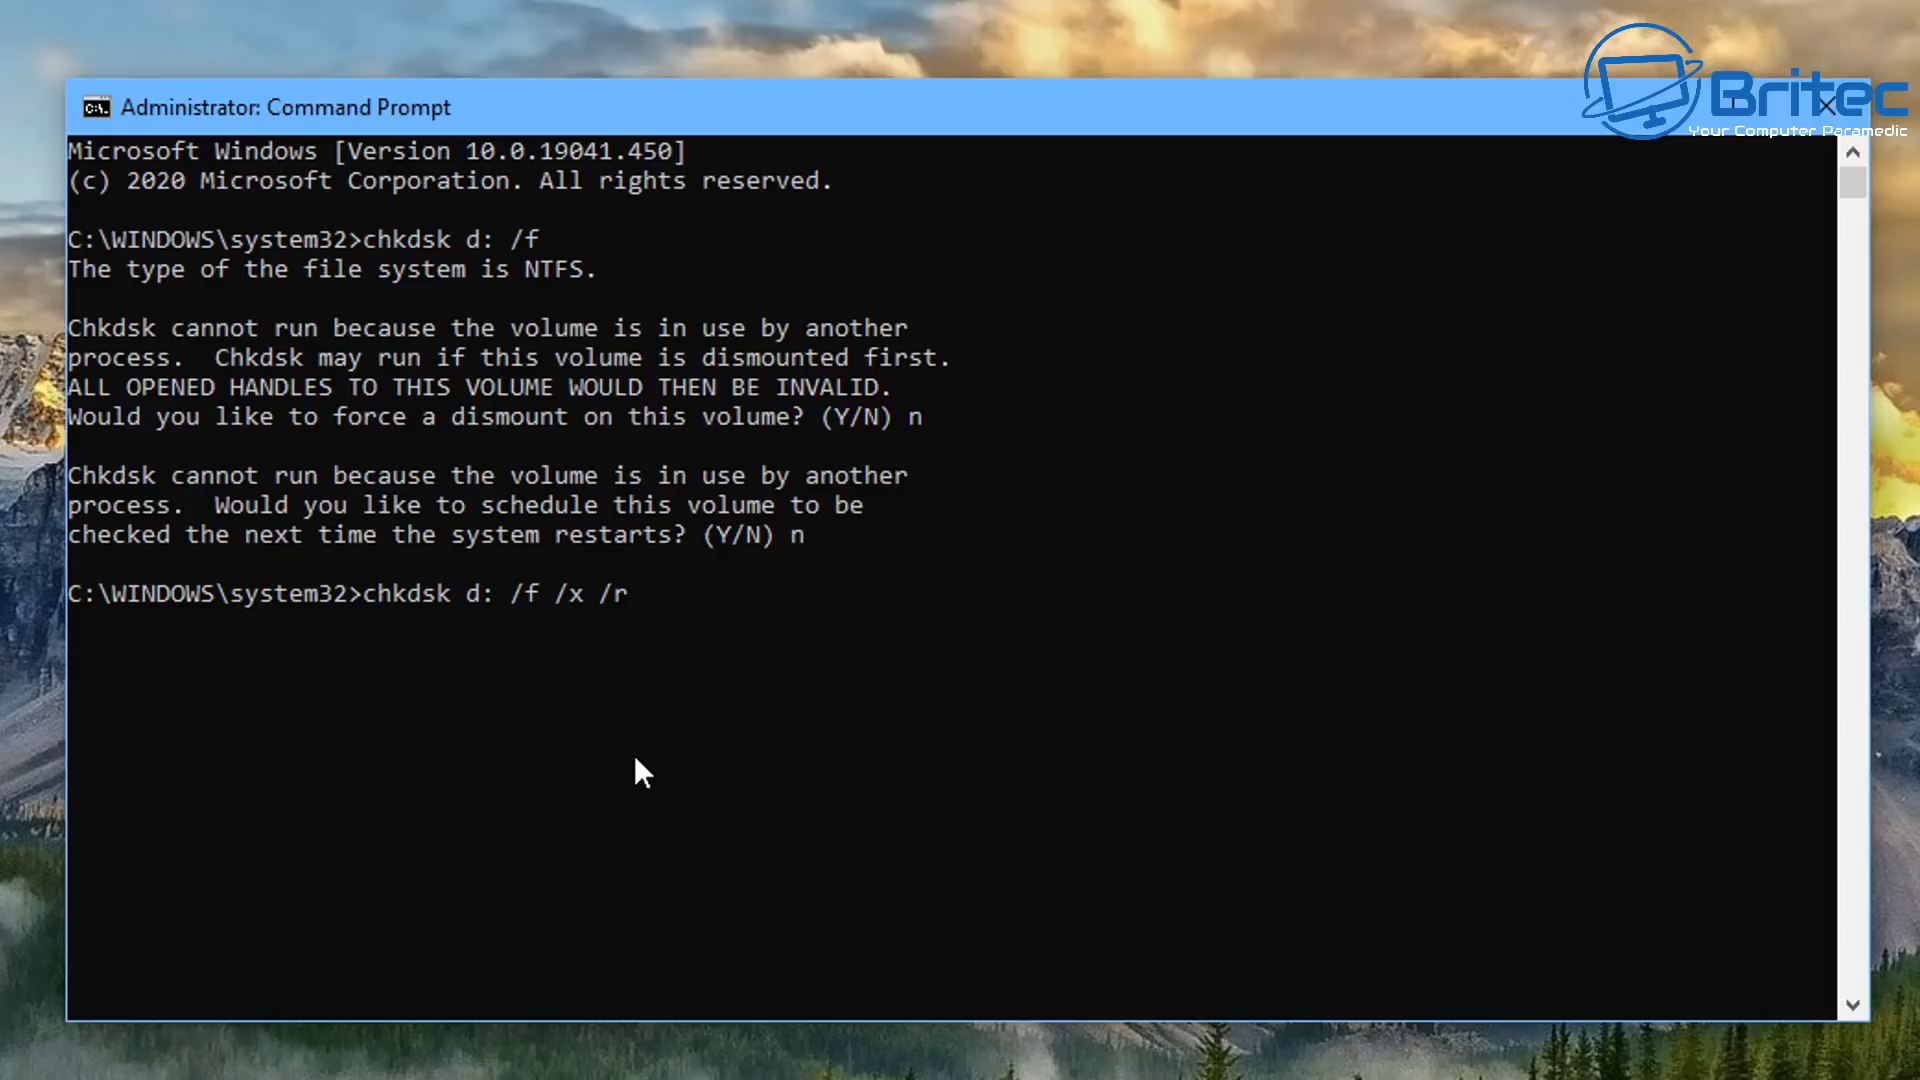 Britec
Your Computer Paramedic
C:\. Administrator: Command Prompt
Microsoft Windows [Version 10.0.19041.450]
(c) 2020 Microsoft Corporation. All rights reserved.
C:\WINDOWS\system32>chkdsk d: /f
The type of the file system is NTFS.
Chkdsk cannot run because the volume is in use by another
process.  Chkdsk may run if this volume is dismounted first.
ALL OPENED HANDLES TO THIS VOLUME WOULD THEN BE INVALID.
Would you like to force a dismount on this volume? (Y/N) n
Chkdsk cannot run because the volume is in use by another
process.  Would you like to schedule this volume to be
checked the next time the system restarts? (Y/N) n
C:\WINDOWS\system32>chkdsk d: /f /x /r